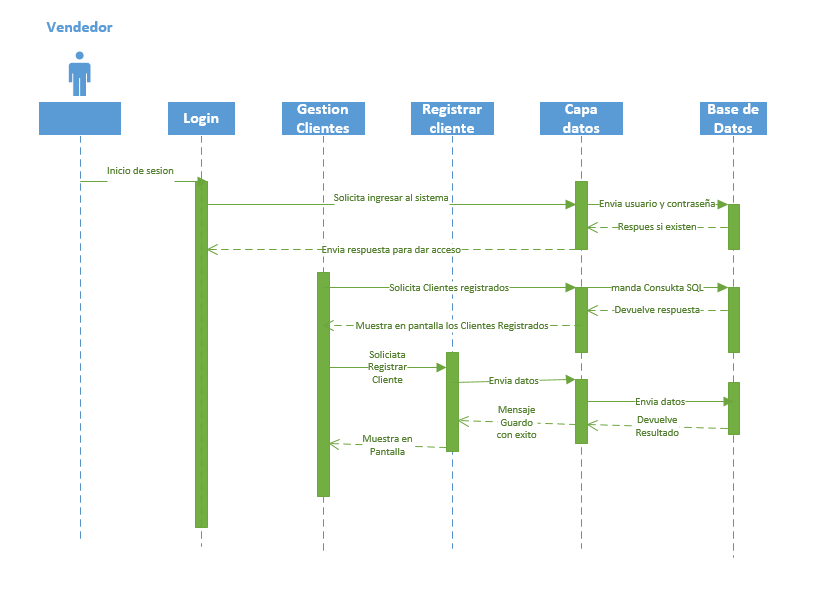 Vendedor
Login
Gestion
Clientes
Registrar
cliente
Capa
datos
Base de
Datos
Inicio de sesion
Solicita ingresar al sistema
Envia usuario y contraseña
Respues si existen
Envia respuesta para dar acceso
Solicita Clientes registrados
manda Consukta SQL
Devuelve respuesta
Muestra en pantalla los Clientes Registrados
Soliciata
Registrar
Cliente
Envia datos
Envia datos
Mensaje
Guardo
con exito
Devuelve
Resultado
Muestra en
Pantalla